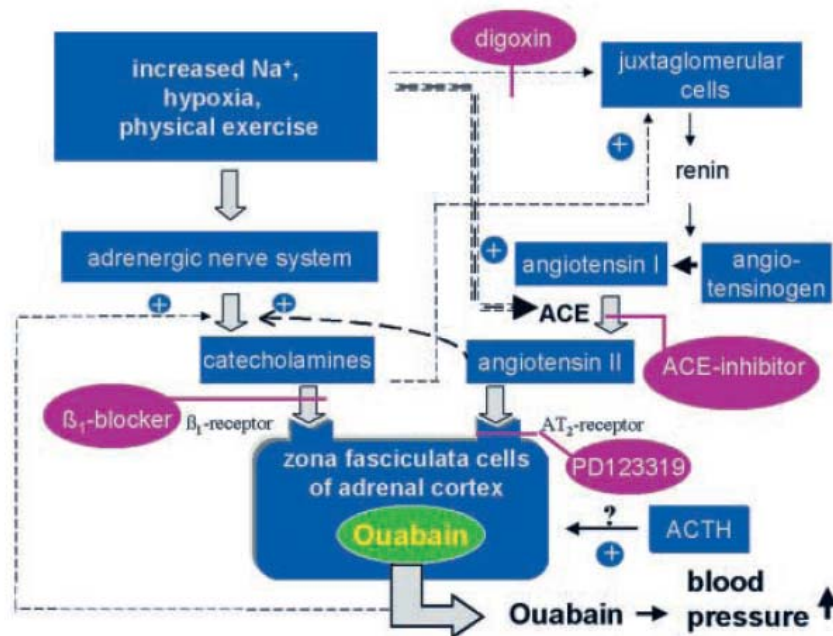 increased Na⁺,
hypoxia,
physical exercise
digoxin
juxtaglomerular
cells
+
renin
adrenergic nerve system
+
angiotensin I
angio-
tensinogen
+
+
ACE
catecholamines
angiotensin II
ACE-inhibitor
ß₁-blocker
ß₁-receptor
AT₂-receptor
zona fasciculata cells
of adrenal cortex
PD123319
Ouabain
?
ACTH
+
Ouabain
blood
pressure